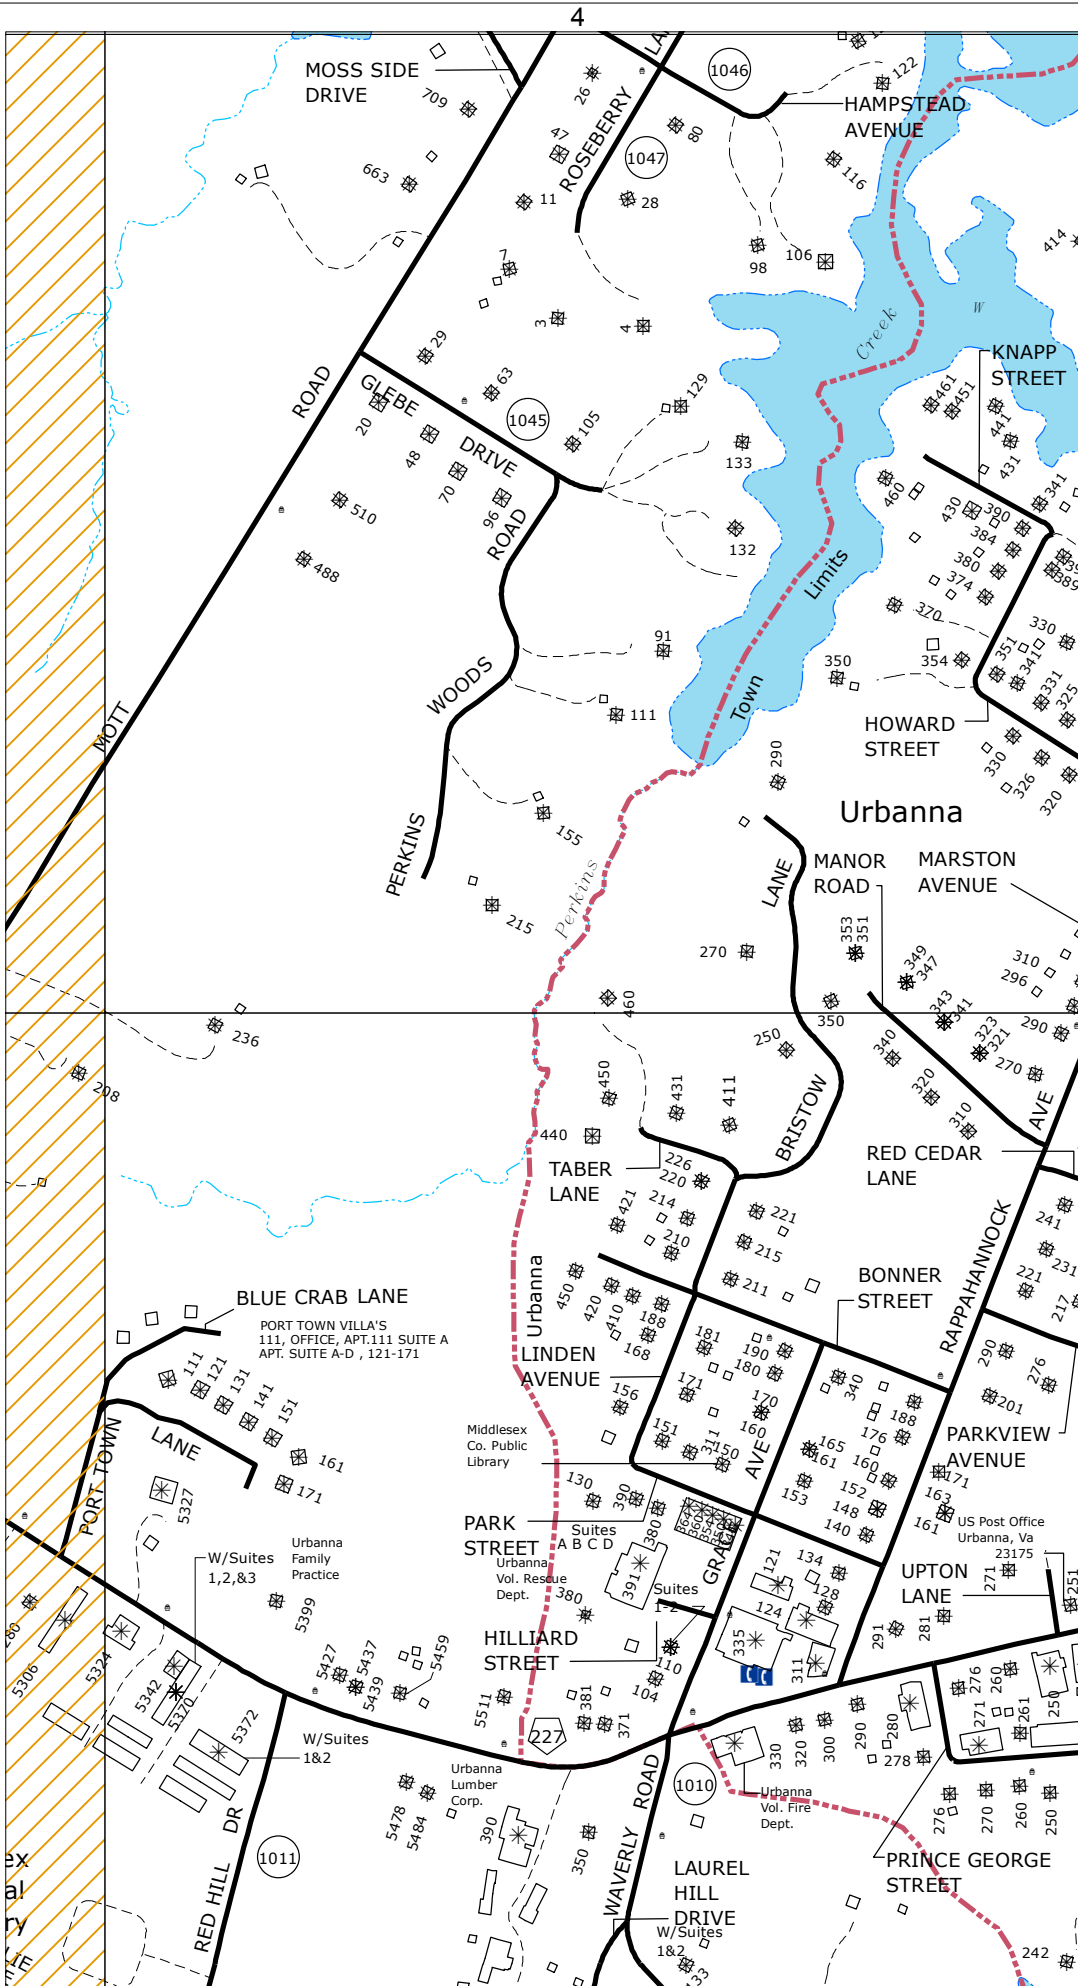 4
MOSS SIDE
DRIVE
709
26
1046
122
HAMPSTEAD
AVENUE
47
ROSEBERRY
80
1047
116
663
11
28
414
7
98
106
W
3
4
Creek
29
KNAPP
STREET
ROAD
GLEBE
63
129
461
451
20
1045
105
441
48
DRIVE
133
431
70
460
341
430
390
96
510
ROAD
384
132
380
389
488
Limits
374
370
330
91
351
350
354
341
WOODS
331
325
Town
111
HOWARD
STREET
MOTT
330
290
326
320
Urbanna
155
PERKINS
LANE
MANOR
ROAD
MARSTON
AVENUE
Perkins
215
353
351
270
349
347
310
296
460
350
343
341
236
323
321
290
250
340
270
208
450
431
411
320
BRISTOW
310
AVE
440
226
220
TABER
LANE
RED CEDAR
LANE
421
214
221
241
210
215
RAPPAHANNOCK
231
Urbanna
450
211
BONNER
STREET
221
217
BLUE CRAB LANE
420
410
188
PORT TOWN VILLA'S
111, OFFICE, APT.111 SUITE A
APT. SUITE A-D , 121-171
168
181
190
290
LINDEN
AVENUE
180
276
111
121
131
141
151
171
340
156
170
201
188
PORT TOWN
LANE
Middlesex
Co. Public
Library
151
311
160
176
PARKVIEW
AVENUE
161
150
AVE
165
161
160
171
171
130
390
153
152
163
5327
148
161
PARK
STREET
Suites
A B C D
380
364
360
354
140
US Post Office
Urbanna, Va
23175
Urbanna
Family
Practice
W/Suites
1,2,&3
Urbanna
Vol. Rescue
Dept.
391
GRACE
121
134
UPTON
LANE
271
251
Suites
1-2
128
380
124
5399
280
HILLIARD
STREET
335
291
281
5306
5324
5427
5437
5459
110
311
5342
5370
5439
104
276
260
250
5511
381
371
271
261
5372
W/Suites
1&2
227
290
280
330
320
300
278
Urbanna
Lumber
Corp.
ROAD
1010
Urbanna
Vol. Fire
Dept.
5478
5484
390
276
270
260
250
DR
350
1011
ex
al
ry
LAUREL
HILL
DRIVE
PRINCE GEORGE
STREET
RED HILL
WAVERLY
W/Suites
1&2
133
242